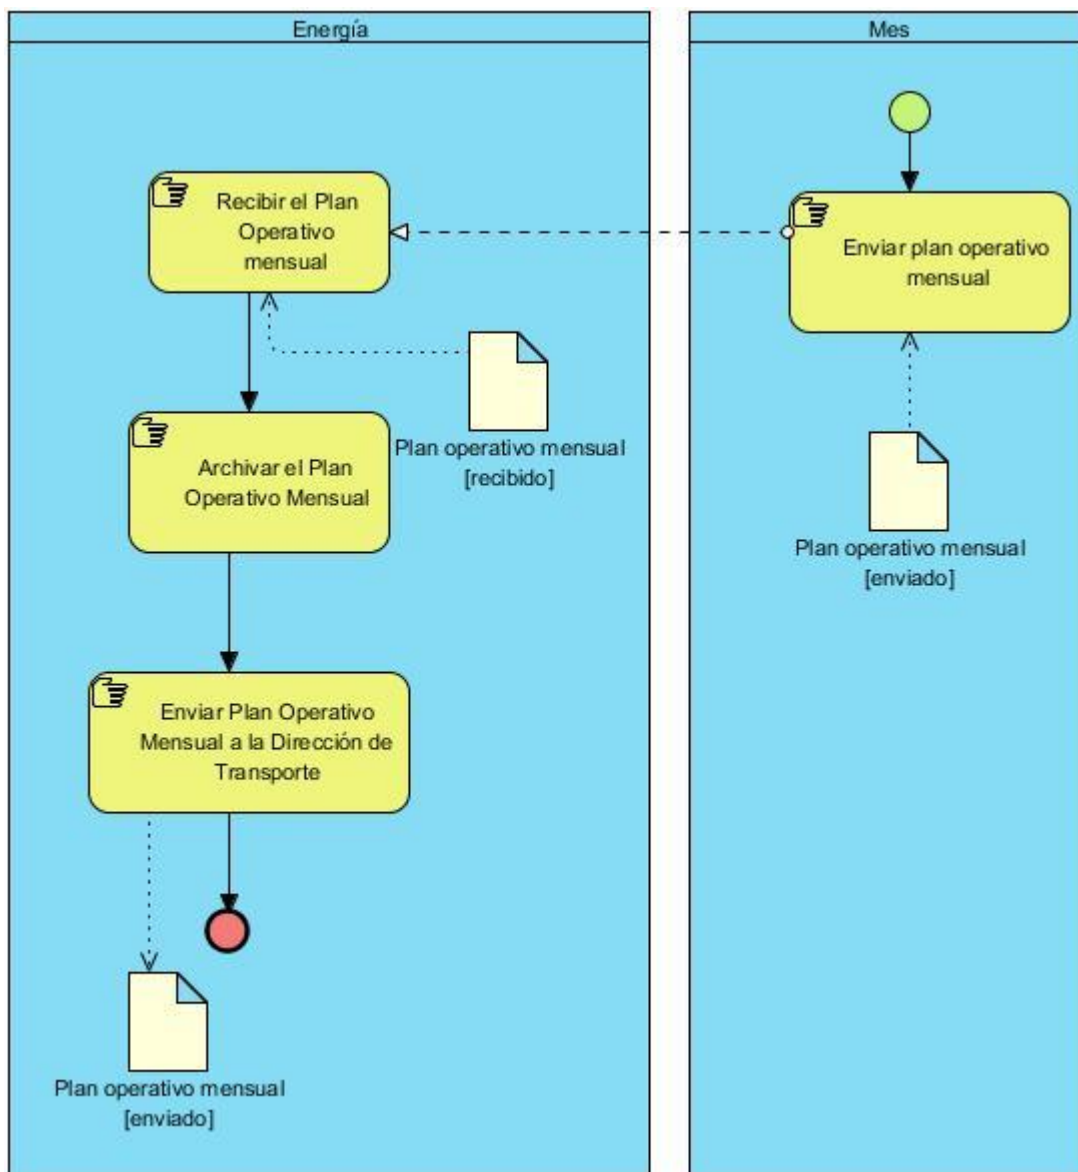 Energía
Recibir el Plan
Operativo
mensual
Plan operativo mensual
[recibido]
Archivar el Plan
Operativo Mensual
Enviar Plan Operativo
Mensual a la Dirección de
Transporte
Plan operativo mensual
[enviado]
Mes
Enviar plan operativo
mensual
Plan operativo mensual
[enviado]